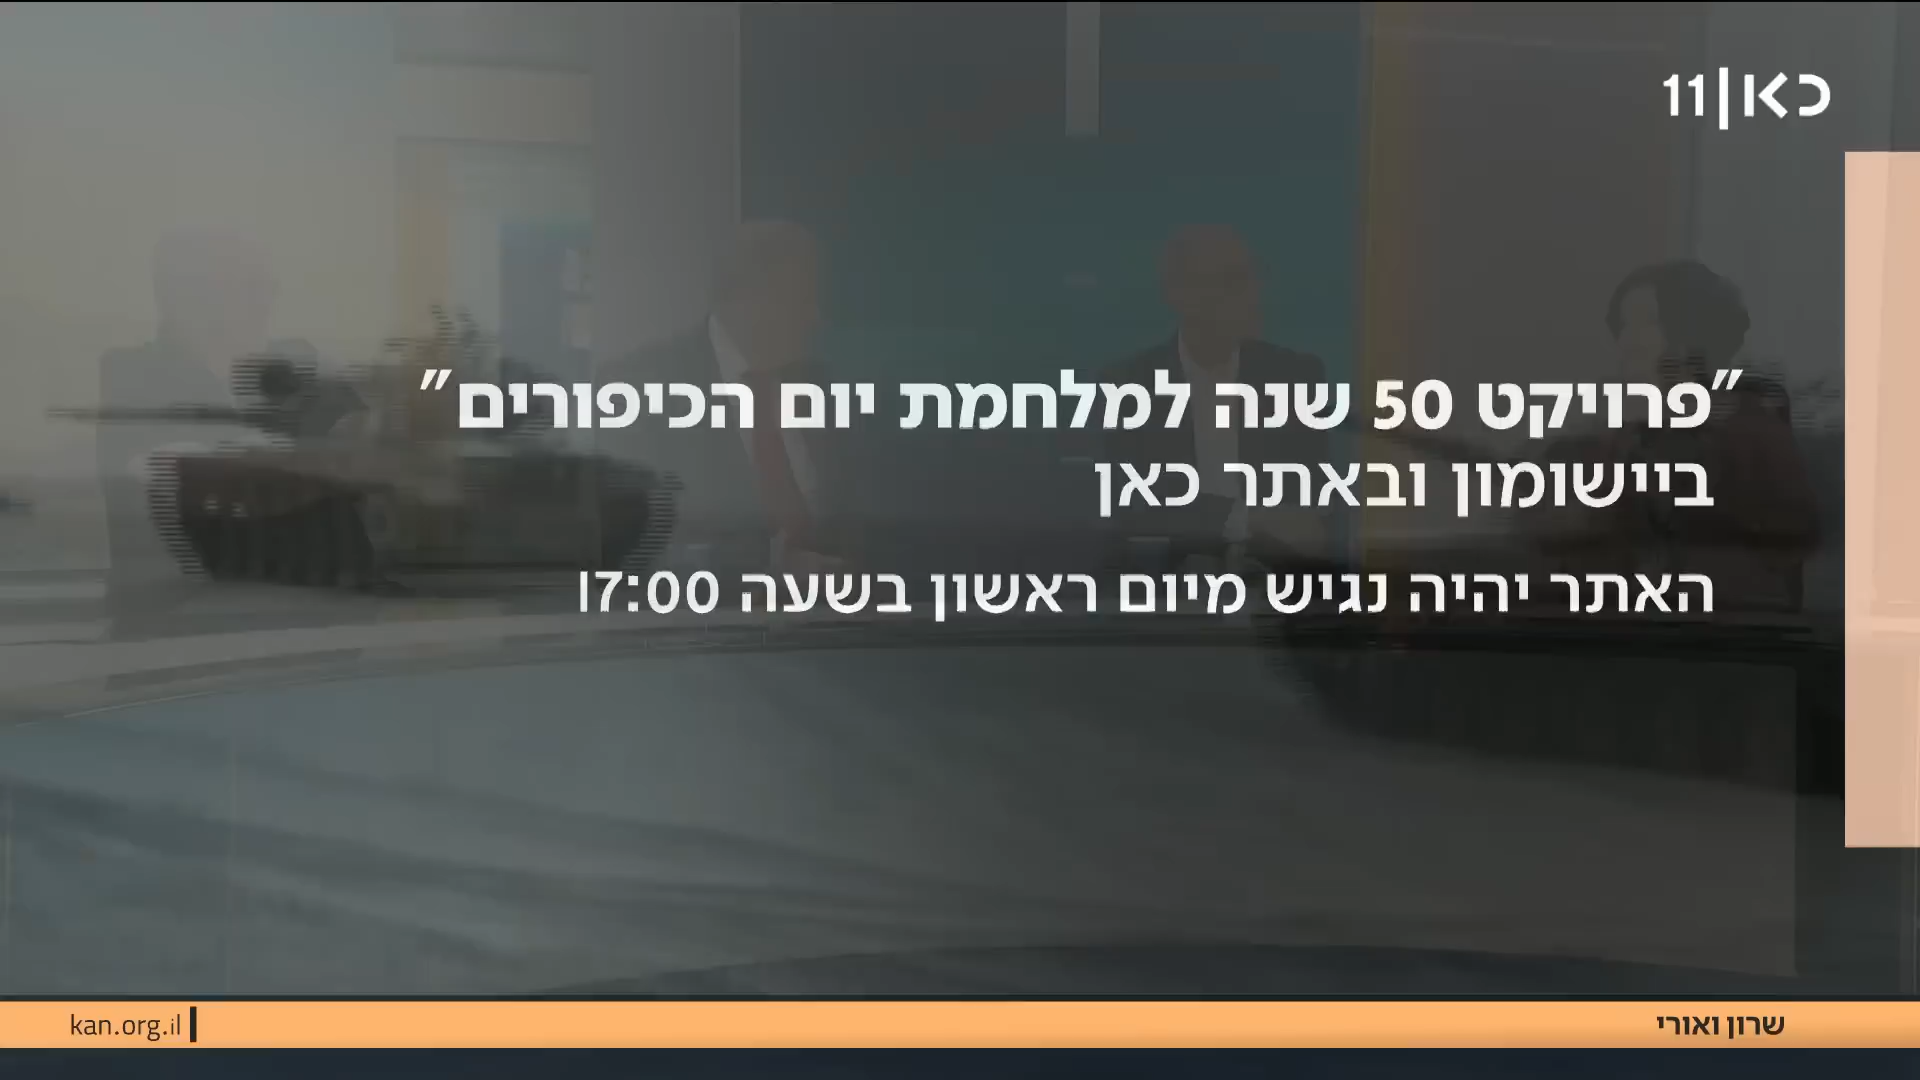 כאן|11
"פרויקט 50 שנה למלחמת יום הכיפורים"
ביישומון ובאתר כאן
האתר יהיה נגיש מיום ראשון בשעה 17:00
שרון ואורי
kan.org.il